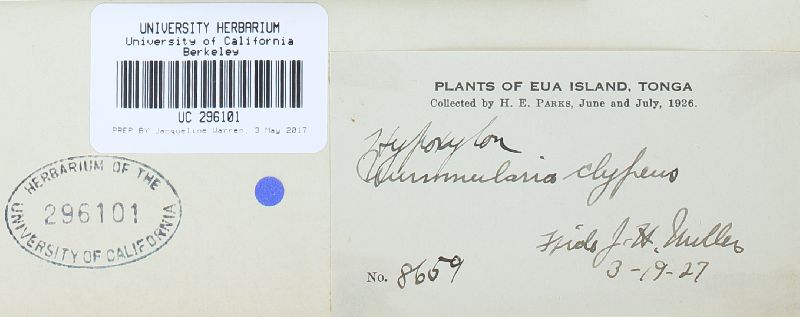 UNIVERSITY HERBARIUM
University of California
Berkeley
UC 296101
PREP BY Jacqueline Warren, 3 May 2017
HERBARIUM OF THE
296101
UNIVERSITY OF CALIFORNIA
PLANTS OF EUA ISLAND, TONGA
Collected by H. E. PARKS, June and July, 1926.
Hypoxylon
Nummularia clypeus
J. H. Miller
3-19-27
No. 8659